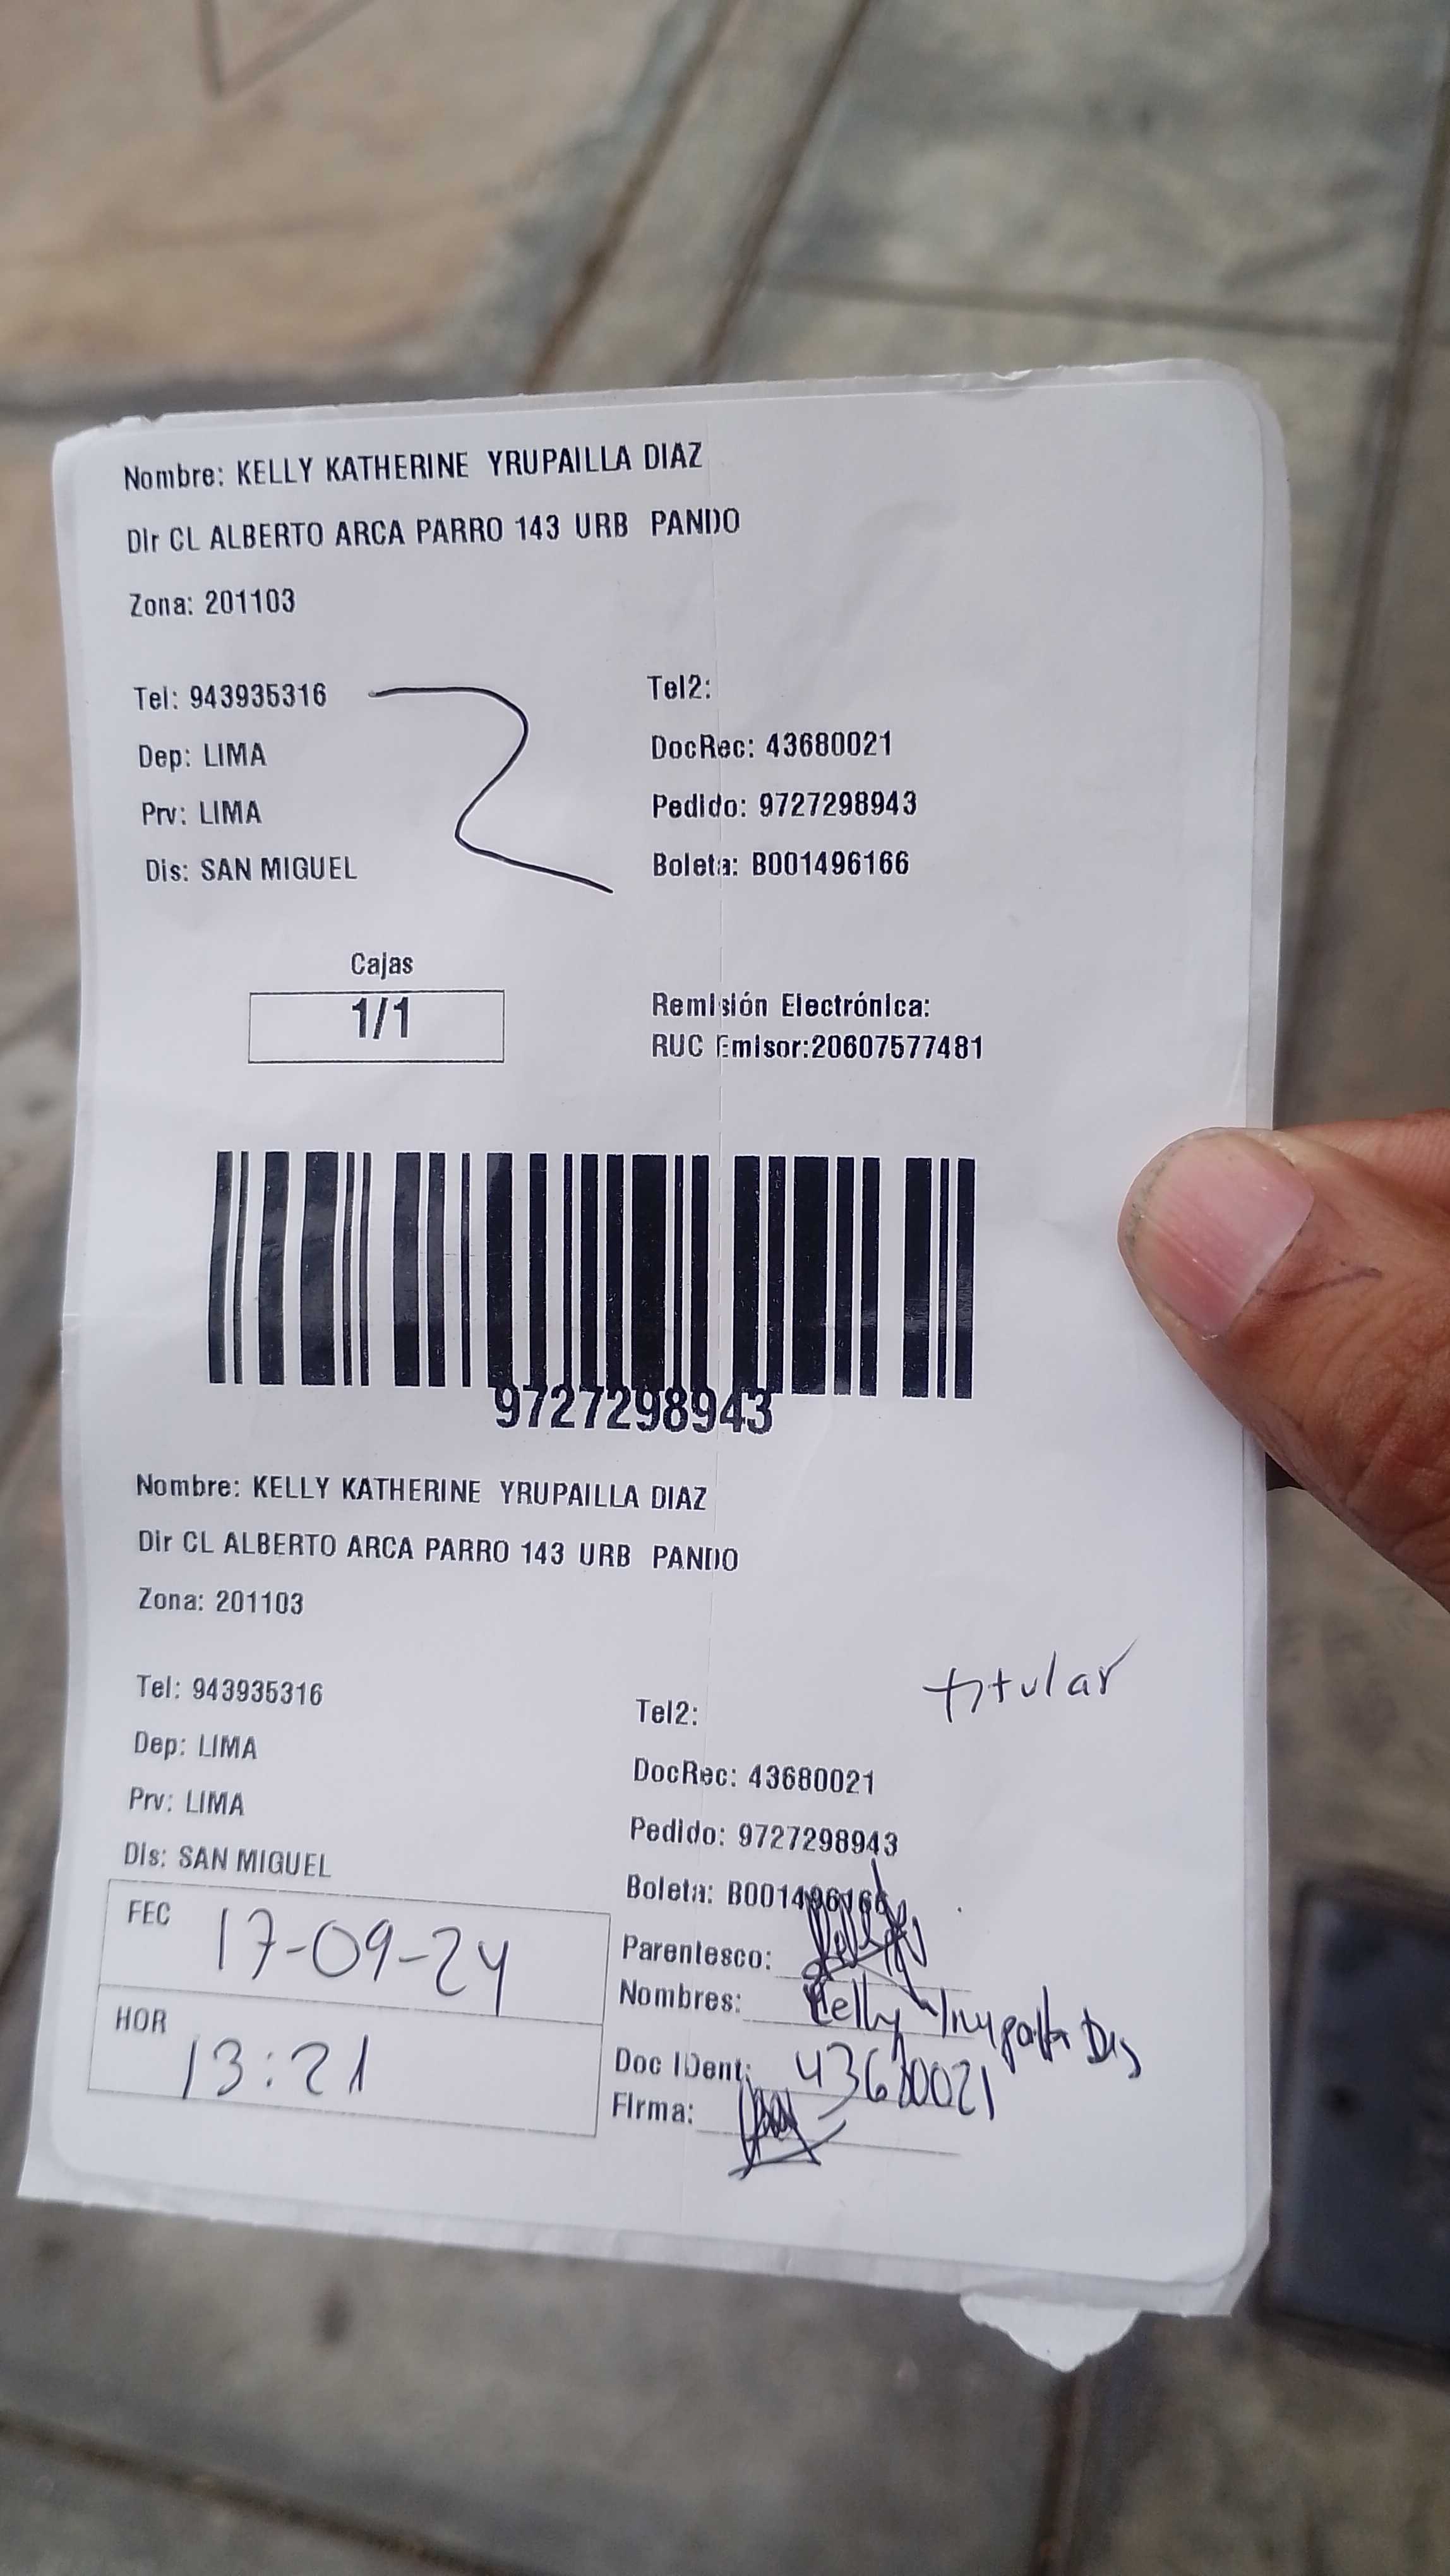 Nombre: KELLY KATHERINE YRUPAILLA DIAZ
Dir CL ALBERTO ARCA PARRO 143 URB PANDO
Zona: 201103
Tel: 943935316
Tel2:
Dep: LIMA
DocRec: 43680021
Prv: LIMA
Pedido: 9727298943
Dis: SAN MIGUEL
Boleta: B001496166
Cajas
1/1
Remisión Electrónica:
RUC Emisor:20607577481
9727298943
Nombre: KELLY KATHERINE YRUPAILLA DIAZ
Dir CL ALBERTO ARCA PARRO 143 URB PANDO
Zona: 201103
titular
Tel: 943935316
Tel2:
Dep: LIMA
DocRec: 43680021
Prv: LIMA
Pedido: 9727298943
Dis: SAN MIGUEL
Boleta: B001496166
FEC 17-09-24
Parentesco:
Nombres: Kelly
HOR 13:21
Doc IDent: 43680021
Firma: